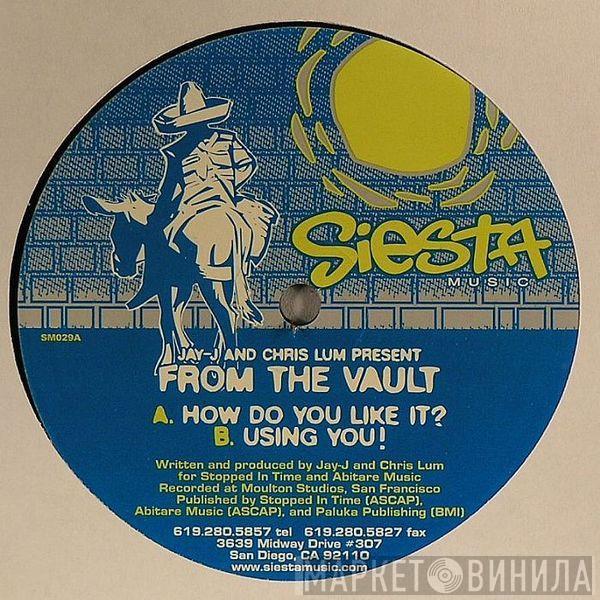 Siesta
MUSIC
SM029A
JAY-J AND CHRIS LUM PRESENT
FROM THE VAULT
A. HOW DO YOU LIKE IT?
B. USING YOU!
Written and produced by Jay-J and Chris Lum
for Stopped In Time and Abitare Music
Recorded at Moulton Studios, San Francisco
Published by Stopped In Time (ASCAP),
Abitare Music (ASCAP), and Paluka Publishing (BMI)
619.280.5857 tel 619.280.5827 fax
3639 Midway Drive #307
San Diego, CA 92110
www.siestamusic.com
МАРКЕТ ВИНИЛА